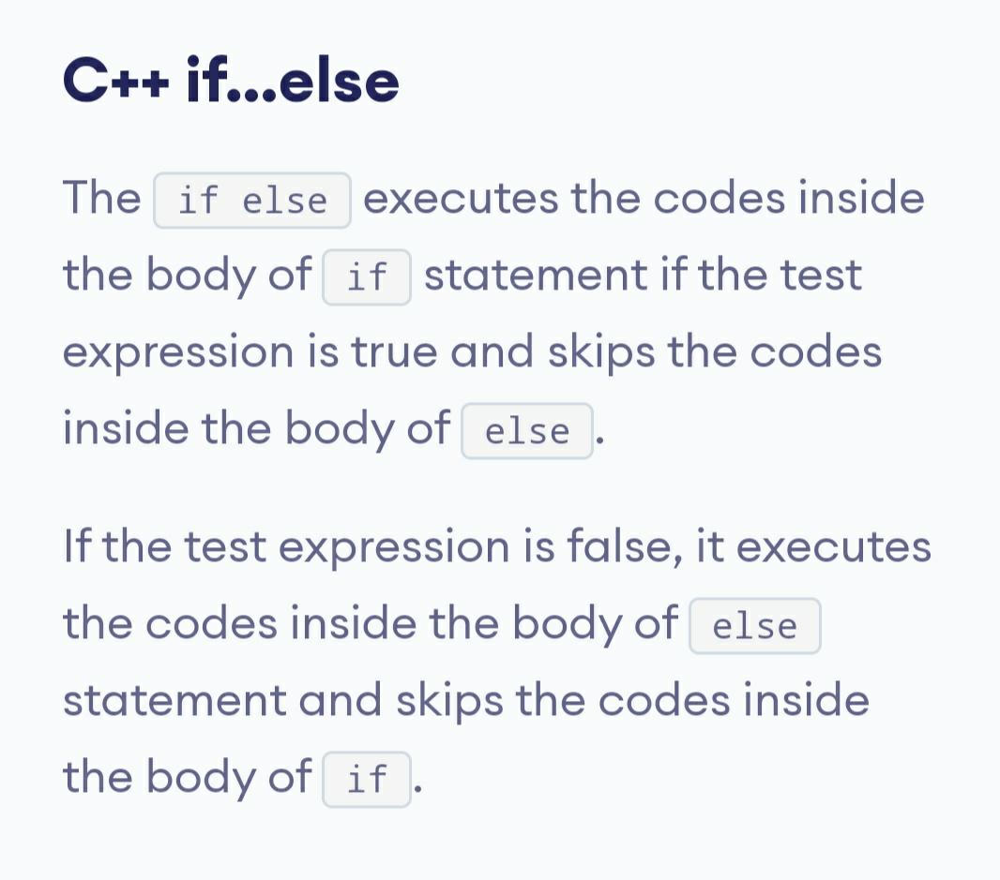 C++ if...else
The if else executes the codes inside
the body of if statement if the test
expression is true and skips the codes
inside the body of else.
If the test expression is false, it executes
the codes inside the body of else
statement and skips the codes inside
the body of if.